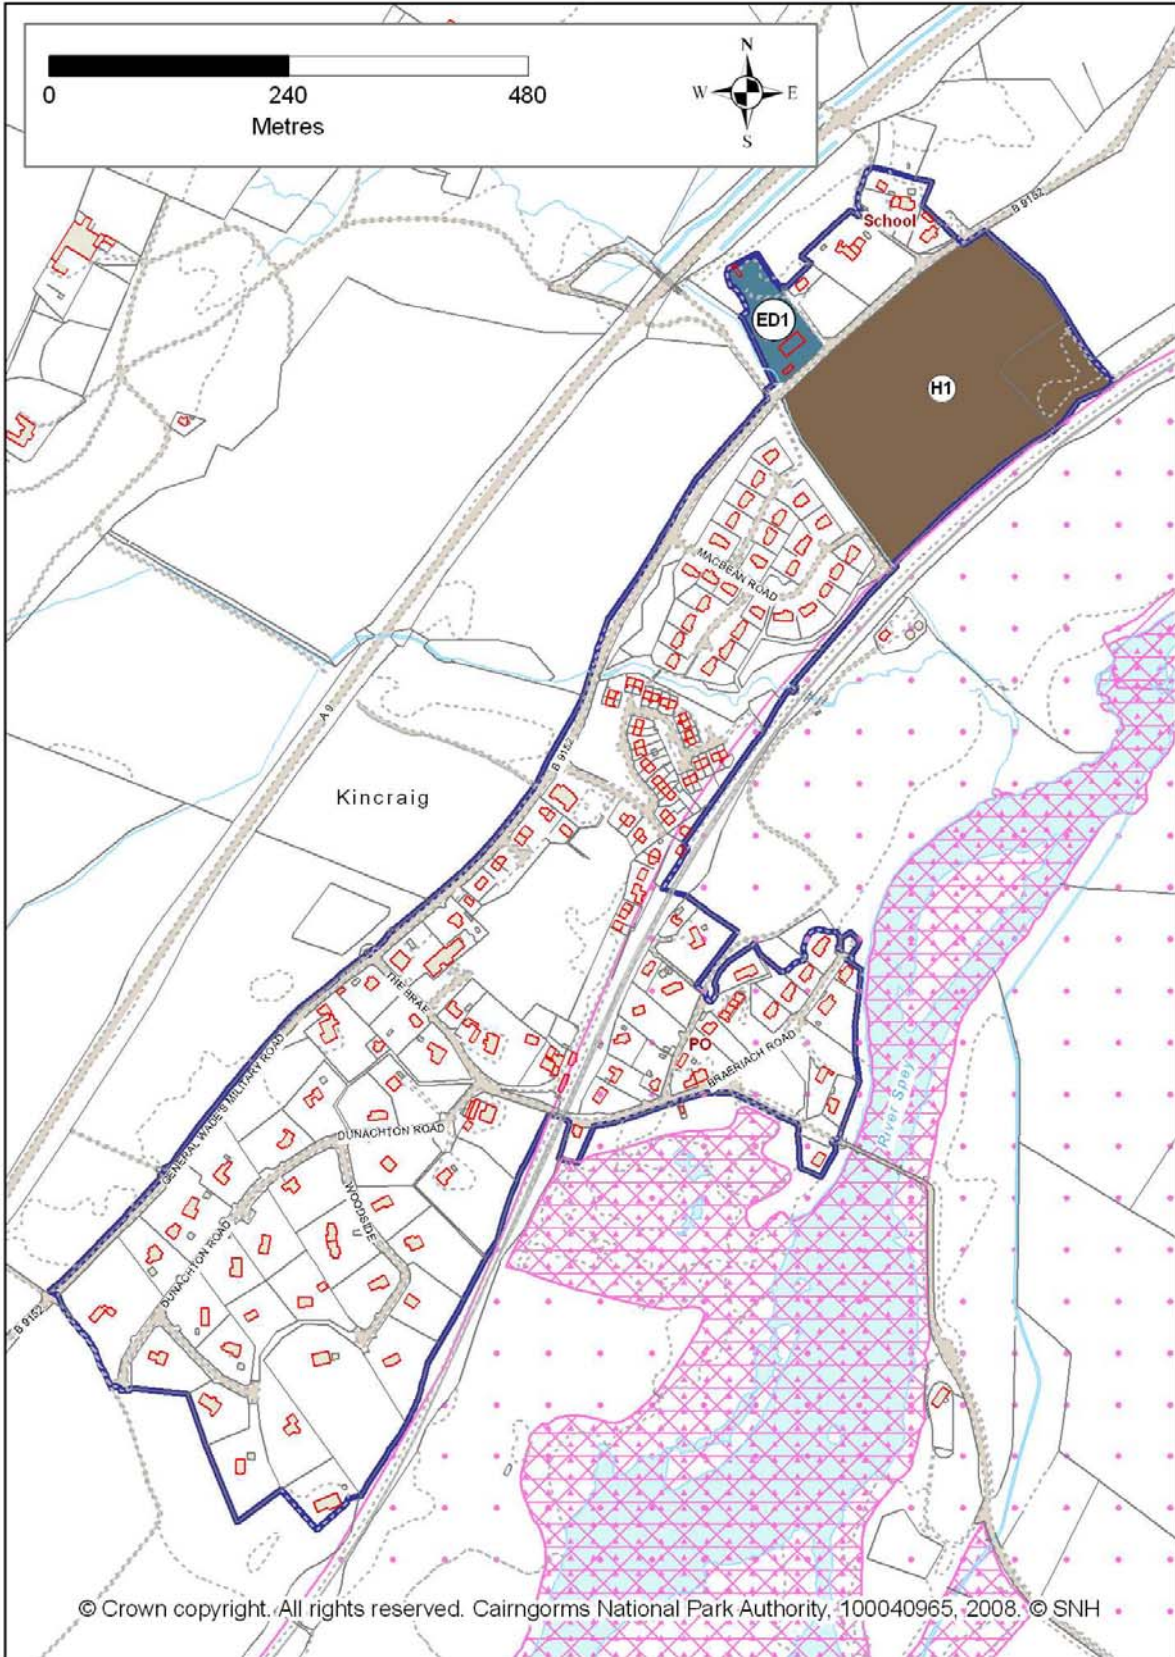 N
W E
S
0 240 480
Metres
School
B 9152
ED1
H1
MACBEAN ROAD
A 9
B 9152
Kincraig
THE BRAE
PO
BRAERIACH ROAD
GENERAL WADE'S MILITARY ROAD
River Spey
DUNACHTON ROAD
WOODSIDE
DUNACHTON ROAD
B 9152
© Crown copyright. All rights reserved. Cairngorms National Park Authority, 100040965, 2008. © SNH